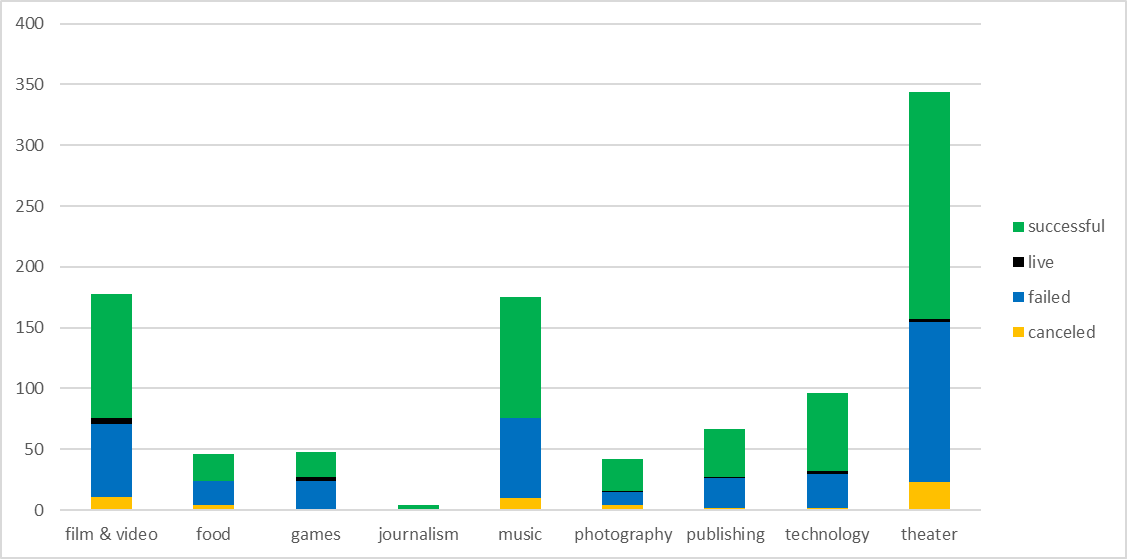 400
350
300
250
200
150
100
50
0
film & video food games journalism music photography publishing technology theater
successful
live
failed
canceled